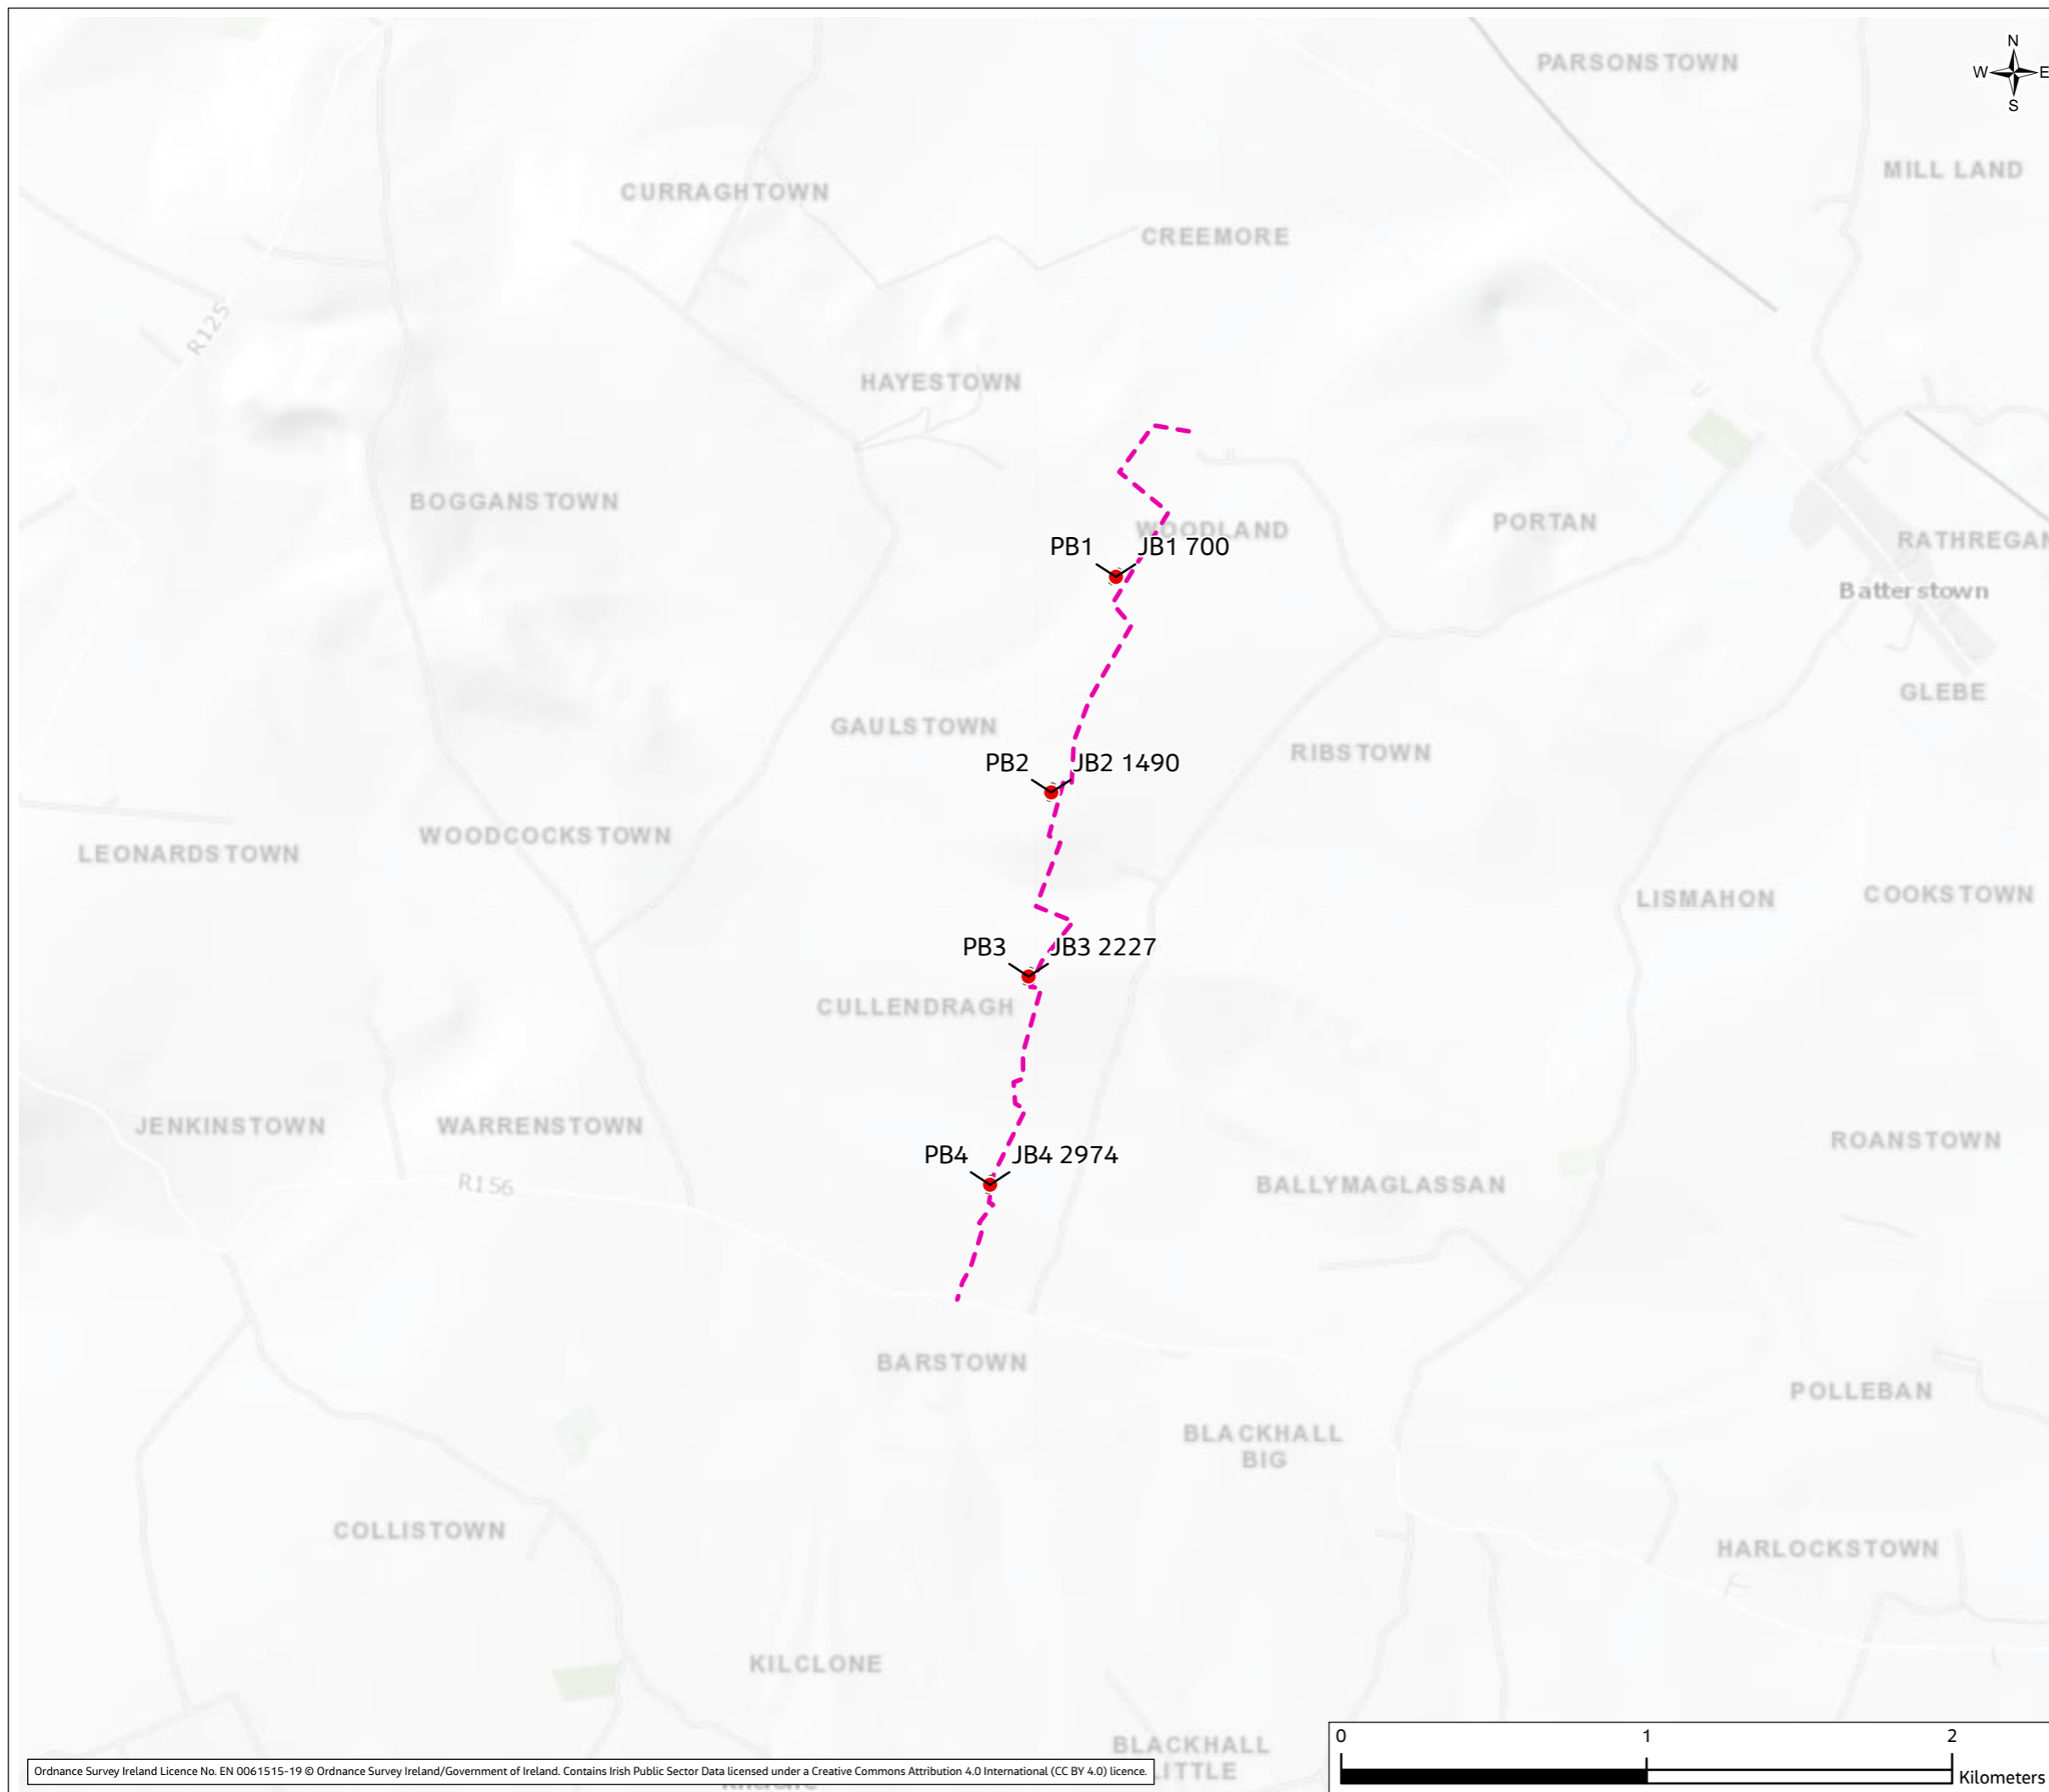 PARSONSTOWN
N
W E
S
MILL LAND
CURRAGHTOWN
CREEMORE
R125
HAYESTOWN
BOGGANSTOWN
WOODLAND
PORTAN
RATHREGAN
PB1 JB1 700
Batterstown
GLEBE
GAULSTOWN
RIBSTOWN
PB2 JB2 1490
WOODCOCKSTOWN
LEONARDSTOWN
LISMAHON
COOKSTOWN
PB3 JB3 2227
CULLENDRAGH
JENKINSTOWN
WARRENSTOWN
ROANSTOWN
PB4 JB4 2974
R156
BALLYMAGLASSAN
BARSTOWN
POLLEBAN
BLACKHALL
BIG
COLLISTOWN
HARLOCKSTOWN
KILCLONE
BLACKHALL
LITTLE
0 1 2
Kilometers
Ordnance Survey Ireland Licence No. EN 0061515-19 © Ordnance Survey Ireland/Government of Ireland. Contains Irish Public Sector Data licensed under a Creative Commons Attribution 4.0 International (CC BY 4.0) licence.